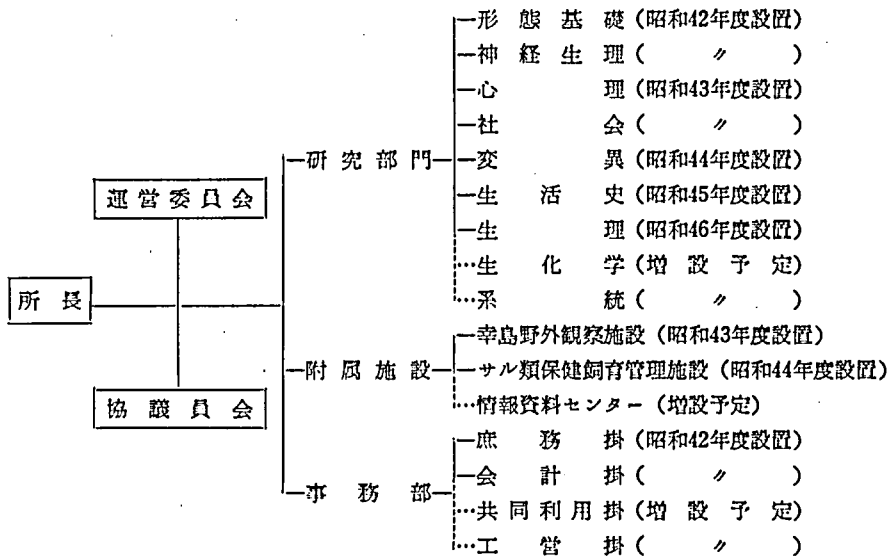 形態基礎(昭和42年度設置)
神経生理(〃)
心理(昭和43年度設置)
社会(〃)
研究部門
変異(昭和44年度設置)
運営委員会
生活史(昭和45年度設置)
生理(昭和46年度設置)
生化学(増設予定)
所長
系統(〃)
幸島野外観察施設(昭和43年度設置)
附属施設
サル類保健飼育管理施設(昭和44年度設置)
協議員会
情報資料センター(増設予定)
庶務掛(昭和42年度設置)
会計掛(〃)
事務部
共同利用掛(増設予定)
工営掛(〃)